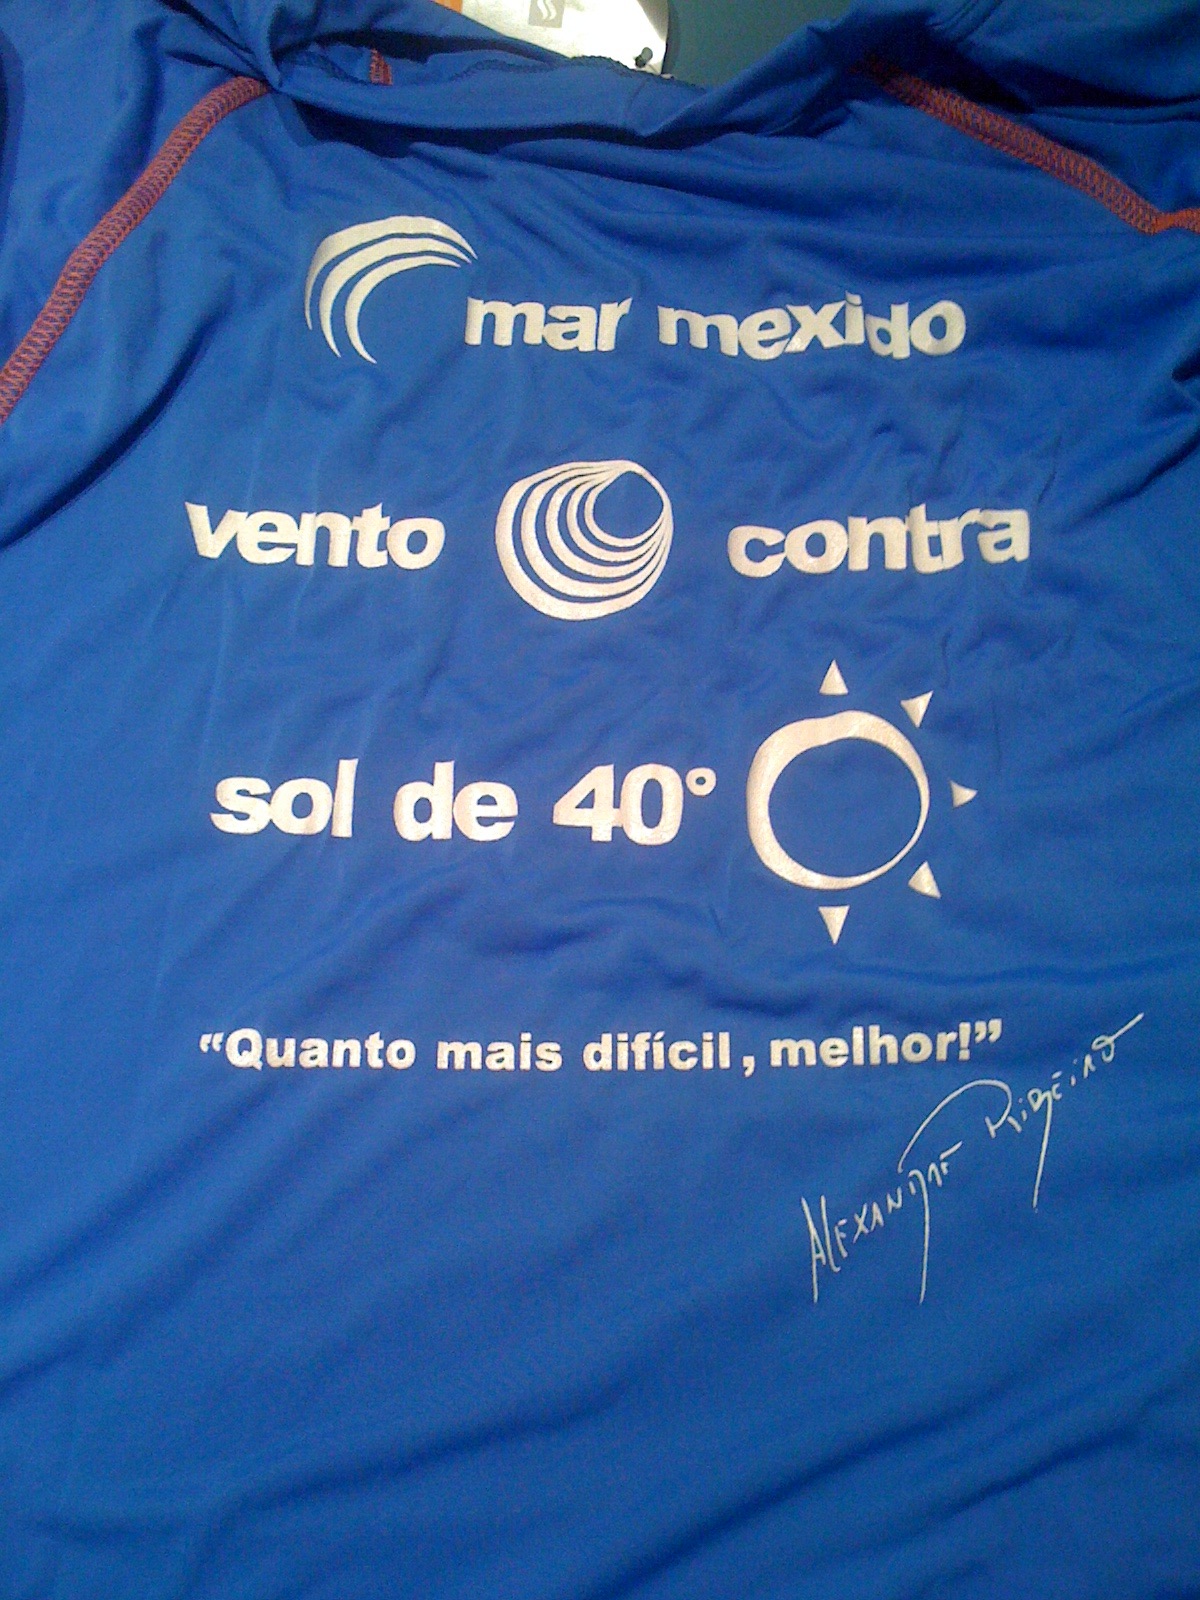 mar mexido
vento contra
sol de 40°
“Quanto mais difícil, melhor!”
Alexandre Ribeiro